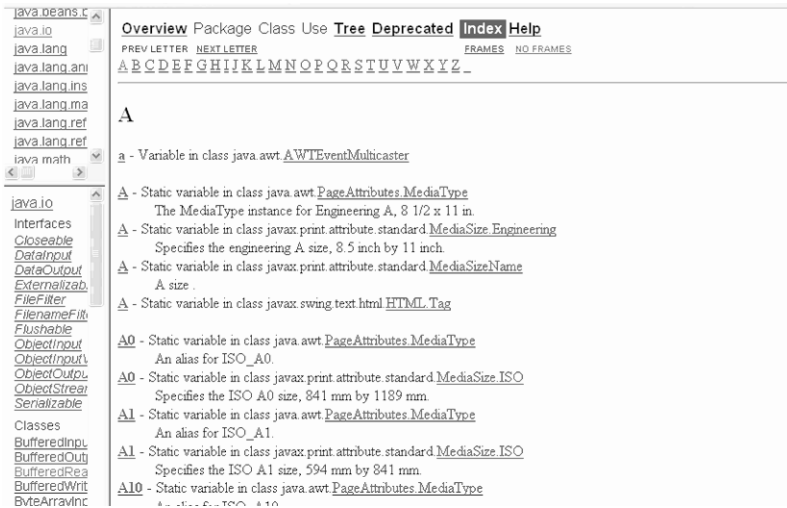 java.beans.c
java.io
java.lang
java.lang.ani
java.lang.ins
java.lang.ma
java.lang.ref
java.lang.ref
java.math
java.io
Interfaces
Closeable
DataInput
DataOutput
Externalizab
FileFilter
FilenameFilt
Flushable
ObjectInput
ObjectInputV
ObjectOutpu
ObjectStrear
Serializable
Classes
BufferedInpu
BufferedOutp
BufferedRea
BufferedWrit
ByteArrayInp
Overview Package Class Use Tree Deprecated Index Help
PREV LETTER NEXT LETTER FRAMES NO FRAMES
A B C D E F G H I J K L M N O P Q R S T U V W X Y Z _
A
a - Variable in class java.awt.AWTEventMulticaster
A - Static variable in class java.awt.PageAttributes.MediaType
The MediaType instance for Engineering A, 8 1/2 x 11 in.
A - Static variable in class javax.print.attribute.standard.MediaSize.Engineering
Specifies the engineering A size, 8.5 inch by 11 inch.
A - Static variable in class javax.print.attribute.standard.MediaSizeName
A size .
A - Static variable in class javax.swing.text.html.HTML.Tag
A0 - Static variable in class java.awt.PageAttributes.MediaType
An alias for ISO_A0.
A0 - Static variable in class javax.print.attribute.standard.MediaSize.ISO
Specifies the ISO A0 size, 841 mm by 1189 mm.
A1 - Static variable in class java.awt.PageAttributes.MediaType
An alias for ISO_A1.
A1 - Static variable in class javax.print.attribute.standard.MediaSize.ISO
Specifies the ISO A1 size, 594 mm by 841 mm.
A10 - Static variable in class java.awt.PageAttributes.MediaType
An alias for ISO_A10